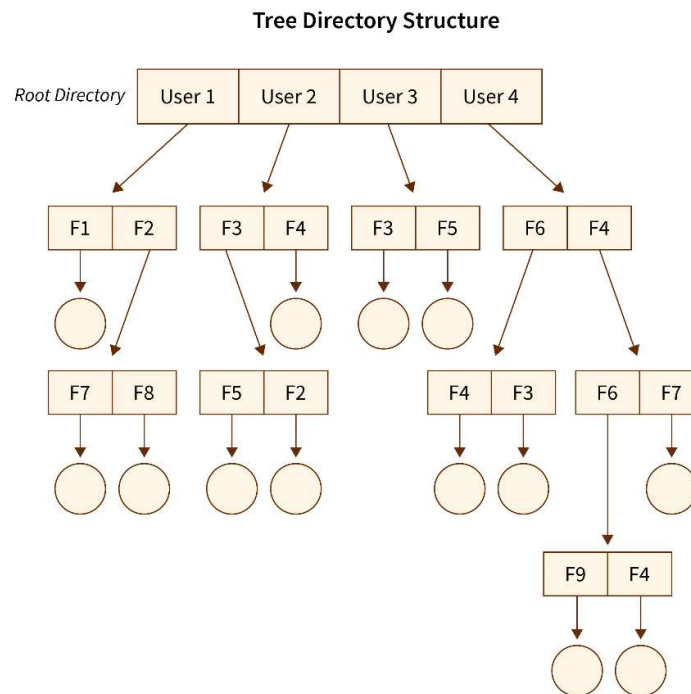 Tree Directory Structure
Root Directory User 1 User 2 User 3 User 4
F1 F2 F3 F4 F3 F5 F6 F4
F7 F8 F5 F2 F4 F3 F6 F7
F9 F4